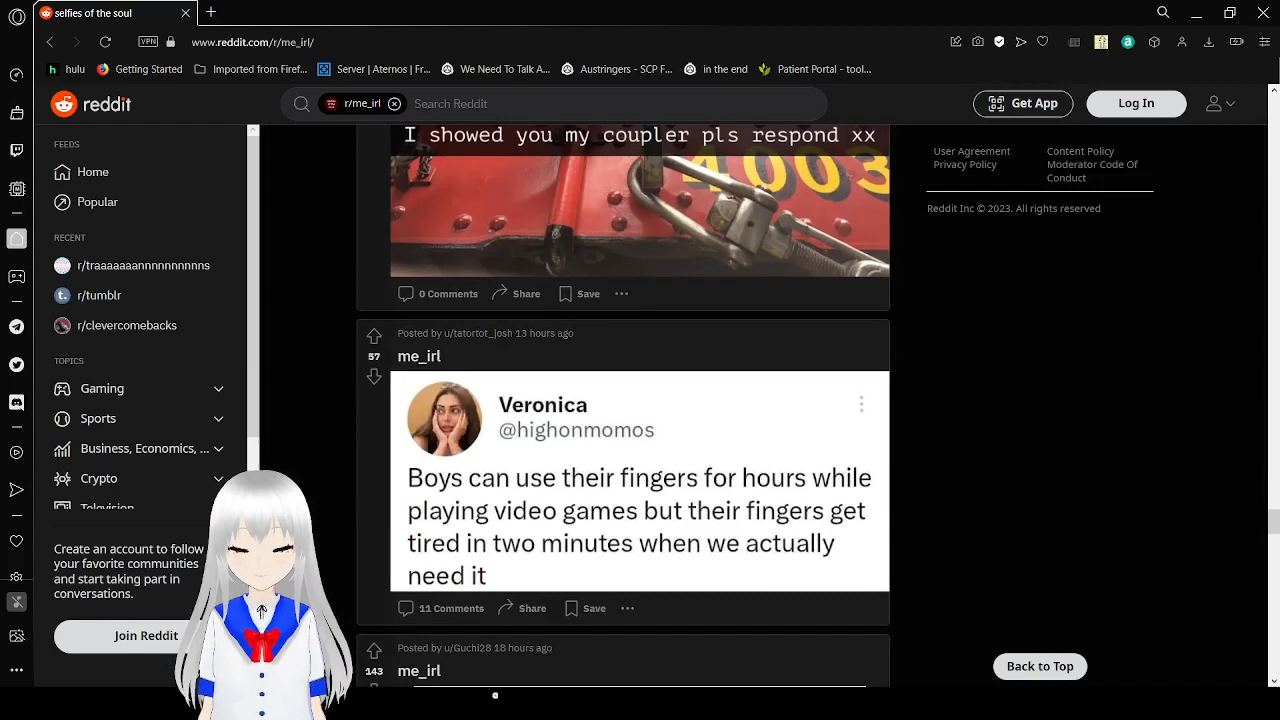 selfies of the soul
VPN
www.reddit.com/r/me_irl/
hulu
Getting Started
Imported from Firef...
Server | Aternos | Fr...
We Need To Talk A...
Austringers - SCP F...
in the end
Patient Portal - tool...
reddit
r/me_irl
Search Reddit
Get App
Log In
FEEDS
Home
Popular
RECENT
r/traaaaaaannnnnnnnns
r/tumblr
r/clevercomebacks
TOPICS
Gaming
Sports
Business, Economics, ...
Crypto
Television
Create an account to follow
your favorite communities
and start taking part in
conversations.
Join Reddit
I showed you my coupler pls respond xx
4003
0 Comments
Share
Save
Posted by u/tatortot_josh 13 hours ago
57
me_irl
Veronica
@highonmomos
Boys can use their fingers for hours while
playing video games but their fingers get
tired in two minutes when we actually
need it
11 Comments
Share
Save
Posted by u/Guchi28 18 hours ago
143
me_irl
User Agreement
Privacy Policy
Content Policy
Moderator Code Of
Conduct
Reddit Inc © 2023. All rights reserved
Back to Top